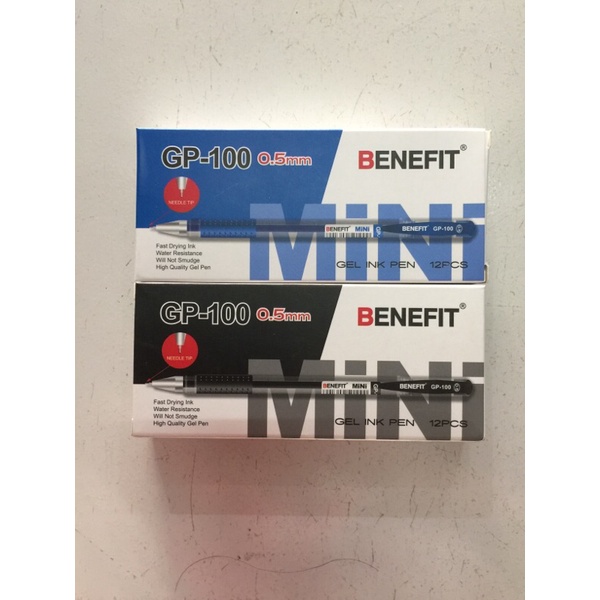 GP-100 0.5mm
BENEFIT®
NEEDLE TIP
BENEFIT MiNi
BENEFIT GP-100
MiNi
Fast Drying Ink
Water Resistance
Will Not Smudge
High Quality Gel Pen
GEL INK PEN 12PCS
GP-100 0.5mm
BENEFIT®
NEEDLE TIP
BENEFIT MiNi
BENEFIT GP-100
MiNi
Fast Drying Ink
Water Resistance
Will Not Smudge
High Quality Gel Pen
GEL INK PEN 12PCS